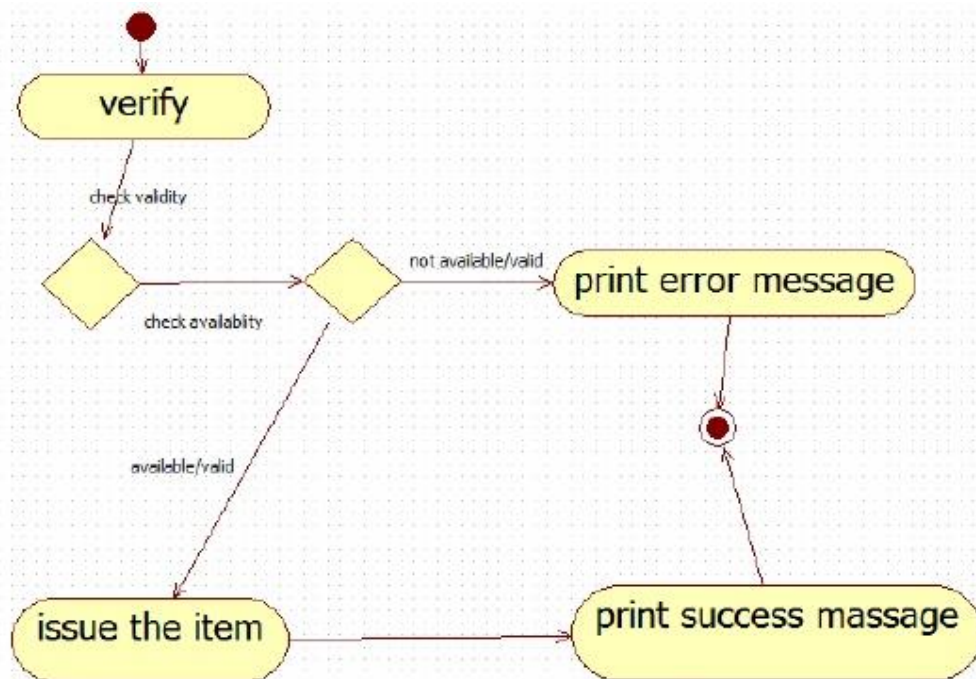 verify
check validity
not available/valid
print error message
check availablity
available/valid
issue the item
print success massage